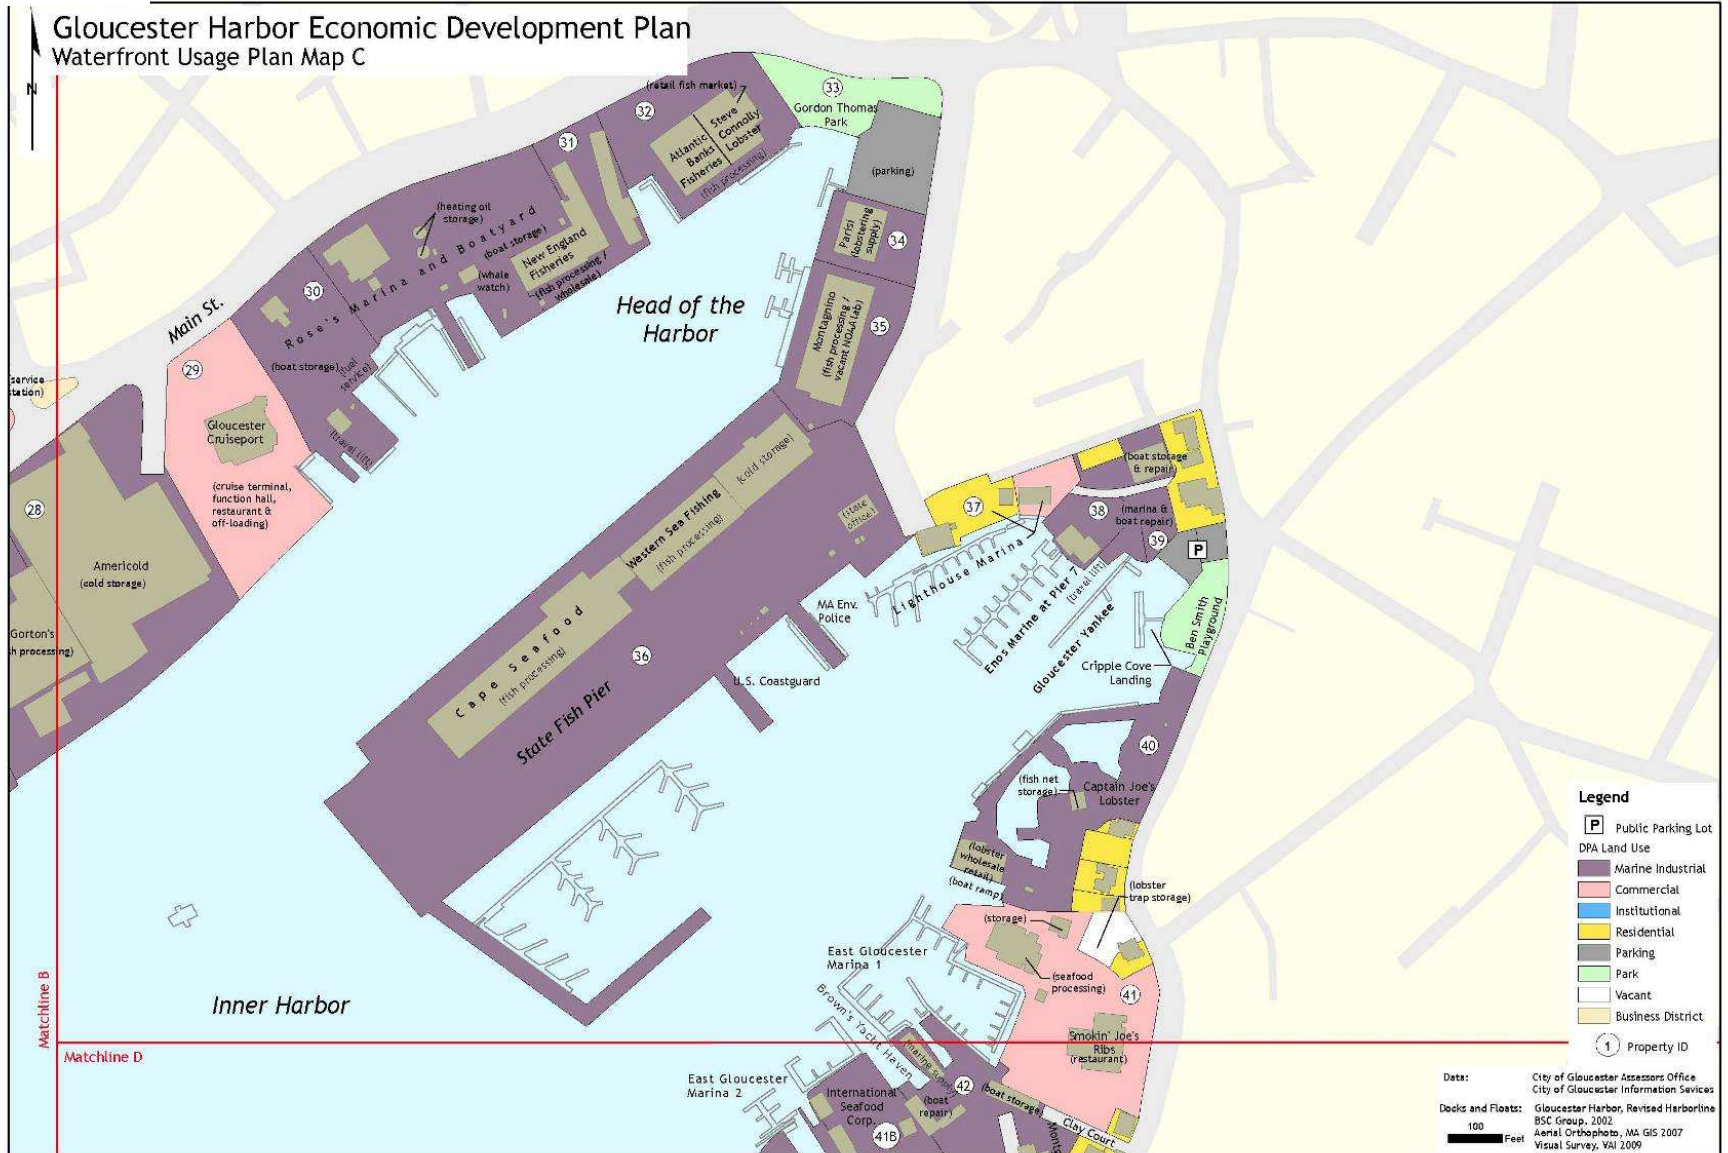 Gloucester Harbor Economic Development Plan
Waterfront Usage Plan Map C
N
(retail fish market)
33
Gordon Thomas
Park
32
Steve
Connolly
Lobster
Atlantic
Banks
Fisheries
(fish processing)
31
(parking)
(heating oil
storage)
Rose's Marina and Boatyard
(boat storage)
New England
Fisheries
(fish processing /
wholesale)
(whale
watch)
Parisi
(lobstering
supply)
34
30
Main St.
Head of the
Harbor
Montagnino
(fish processing /
vacant NOAA lab)
35
(boat storage)
(fuel
service)
29
(service
station)
Gloucester
Cruiseport
(travel lift)
(cruise terminal,
function hall,
restaurant &
off-loading)
28
Americold
(cold storage)
Gorton's
(cold storage)
Western Sea Fishing
(fish processing)
(state
office)
37
(boat storage
& repair)
38
(marina &
boat repair)
39
P
Lighthouse Marina
Enos Marine at Pier 7
(travel lift)
Gloucester Yankee
Ben Smith
Playground
Cripple Cove
Landing
MA Env.
Police
U.S. Coastguard
Cape Seafood
(fish processing)
36
State Fish Pier
40
(fish net
storage)
Captain Joe's
Lobster
(lobster
wholesale
retail)
(boat ramp)
(lobster
trap storage)
(storage)
(seafood
processing)
41
East Gloucester
Marina 1
Brown's Yacht Haven
Smokin' Joe's
Ribs
(restaurant)
Inner Harbor
Matchline B
Matchline D
East Gloucester
Marina 2
(marine supply)
42
International
Seafood
Corp.
41B
(boat
repair)
(boat storage)
Clay Court
Legend
P Public Parking Lot
DPA Land Use
Marine Industrial
Commercial
Institutional
Residential
Parking
Park
Vacant
Business District
1 Property ID
Data: City of Gloucester Assessors Office
City of Gloucester Information Sevices
Docks and Floats: Gloucester Harbor, Revised Harborline
BSC Group, 2002
Aerial Orthophoto, MA GIS 2007
Visual Survey, VAI 2009
100
Feet